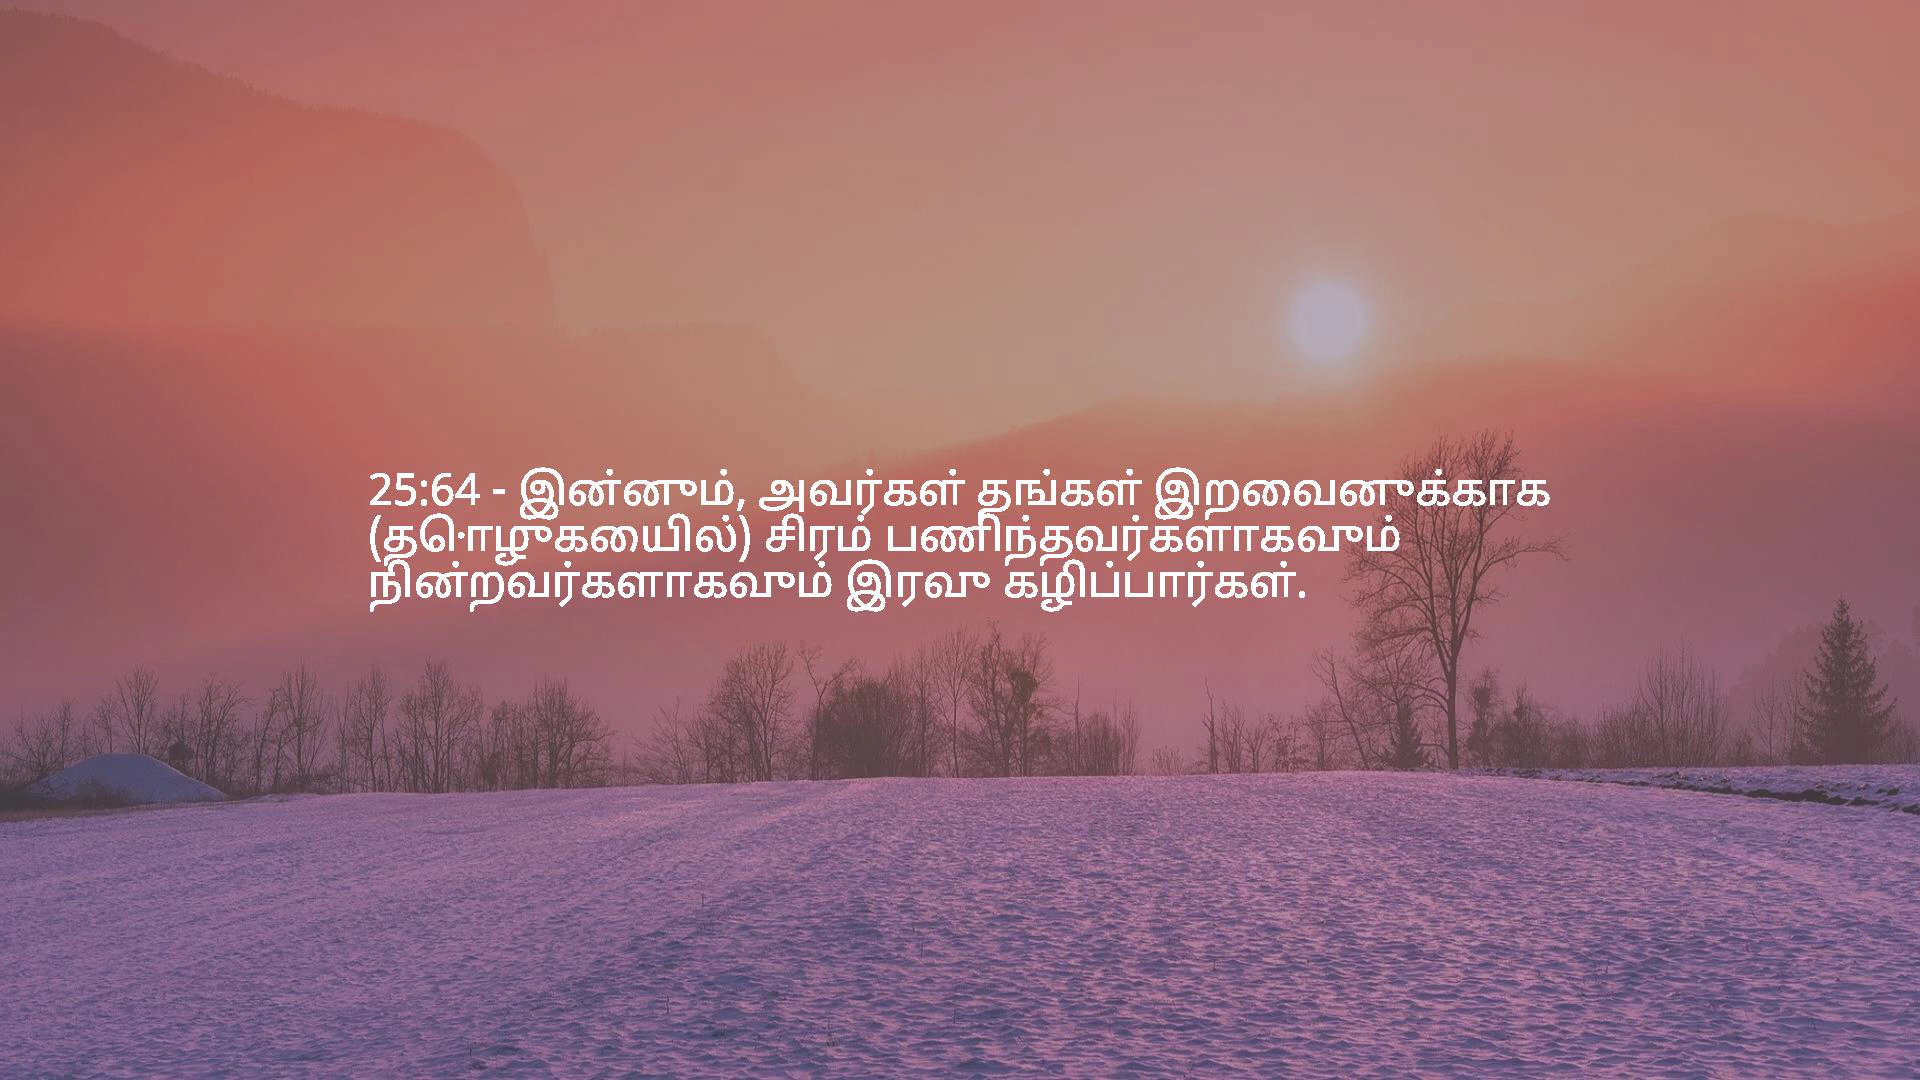 25:64 - இன்னும், அவர்கள் தங்கள் இறைவனுக்காக
(தொழுகையில்) சிரம் பணிந்தவர்களாகவும்
நின்றவர்களாகவும் இரவு கழிப்பார்கள்.